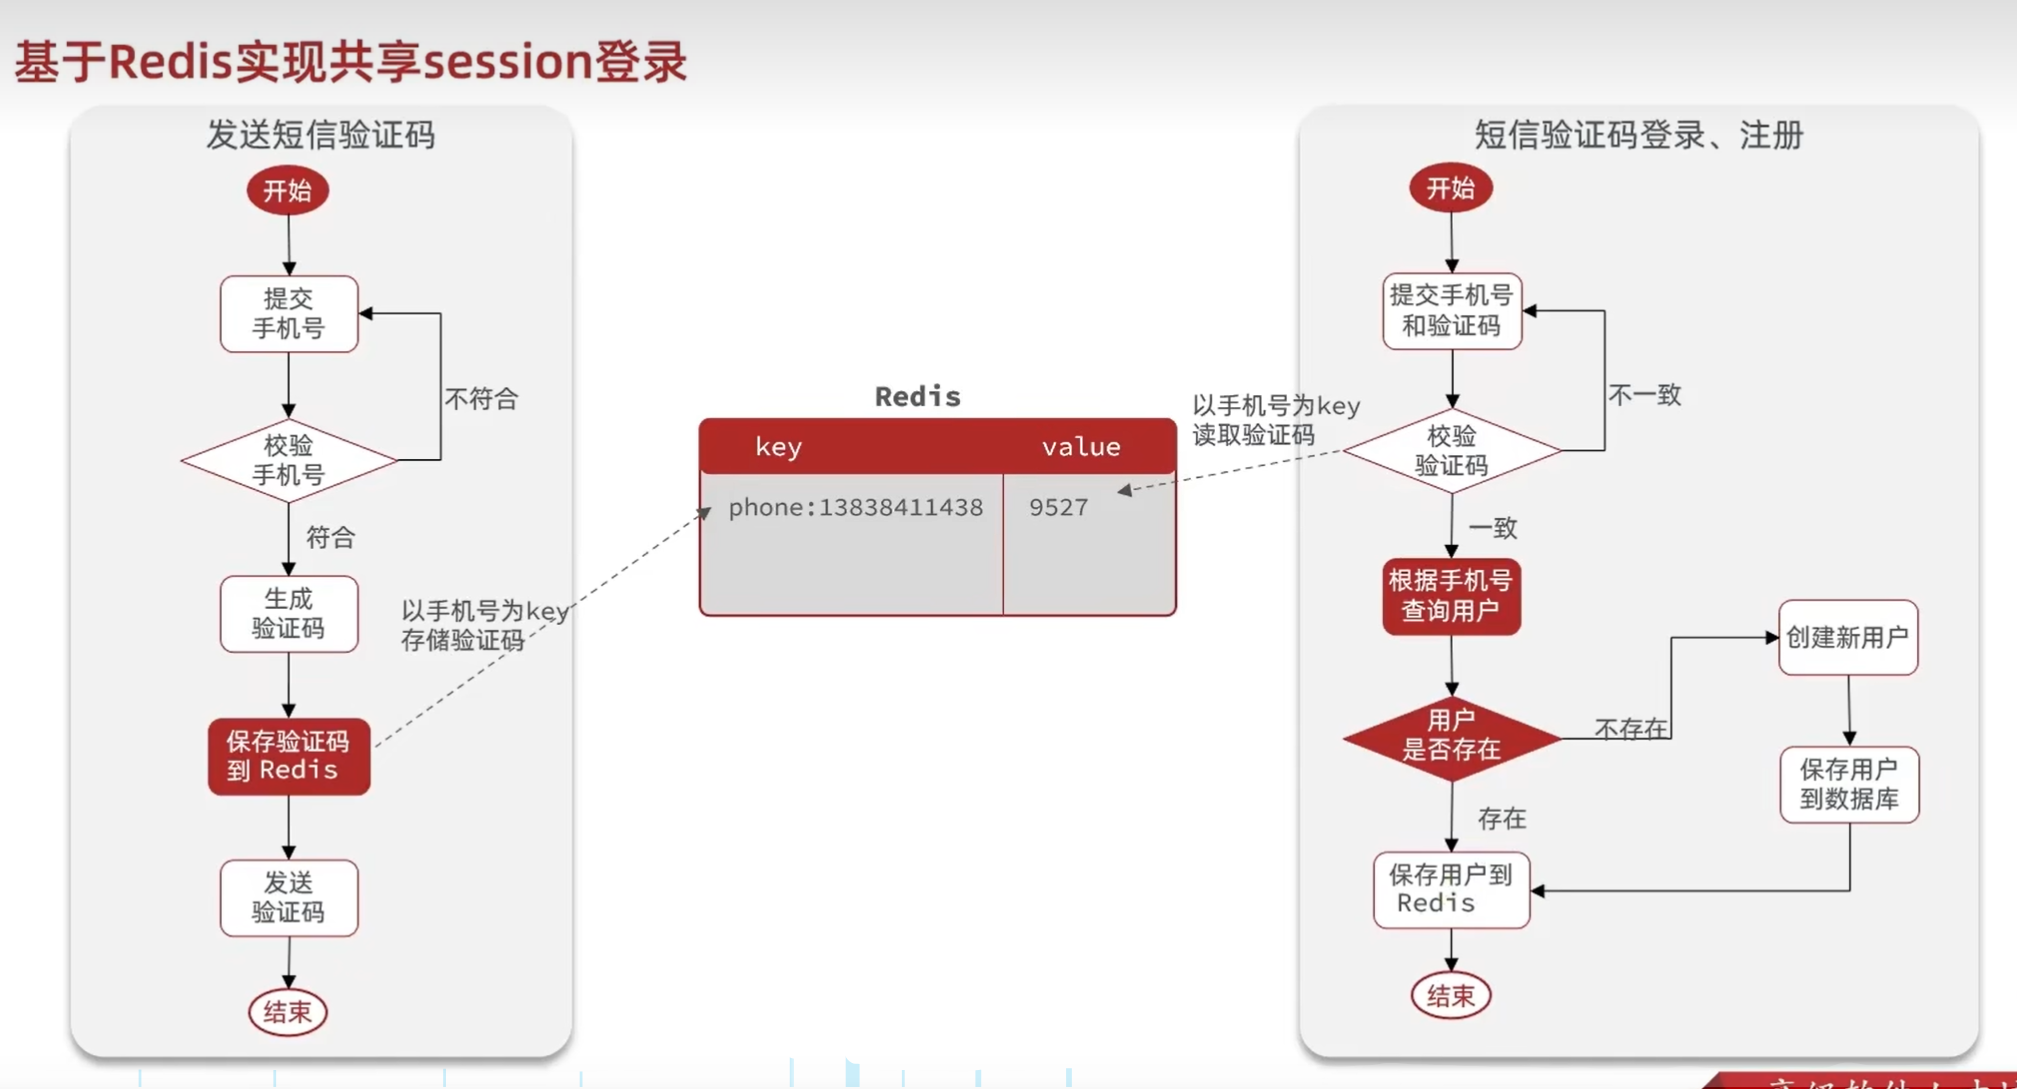 基于Redis实现共享session登录
发送短信验证码
开始
提交
手机号
不符合
校验
手机号
符合
生成
验证码
以手机号为key
存储验证码
保存验证码
到 Redis
发送
验证码
结束
Redis
key value
phone:13838411438 9527
以手机号为key
读取验证码
短信验证码登录、注册
开始
提交手机号
和验证码
不一致
校验
验证码
一致
根据手机号
查询用户
用户
是否存在
不存在
创建新用户
保存用户
到数据库
存在
保存用户到
Redis
结束